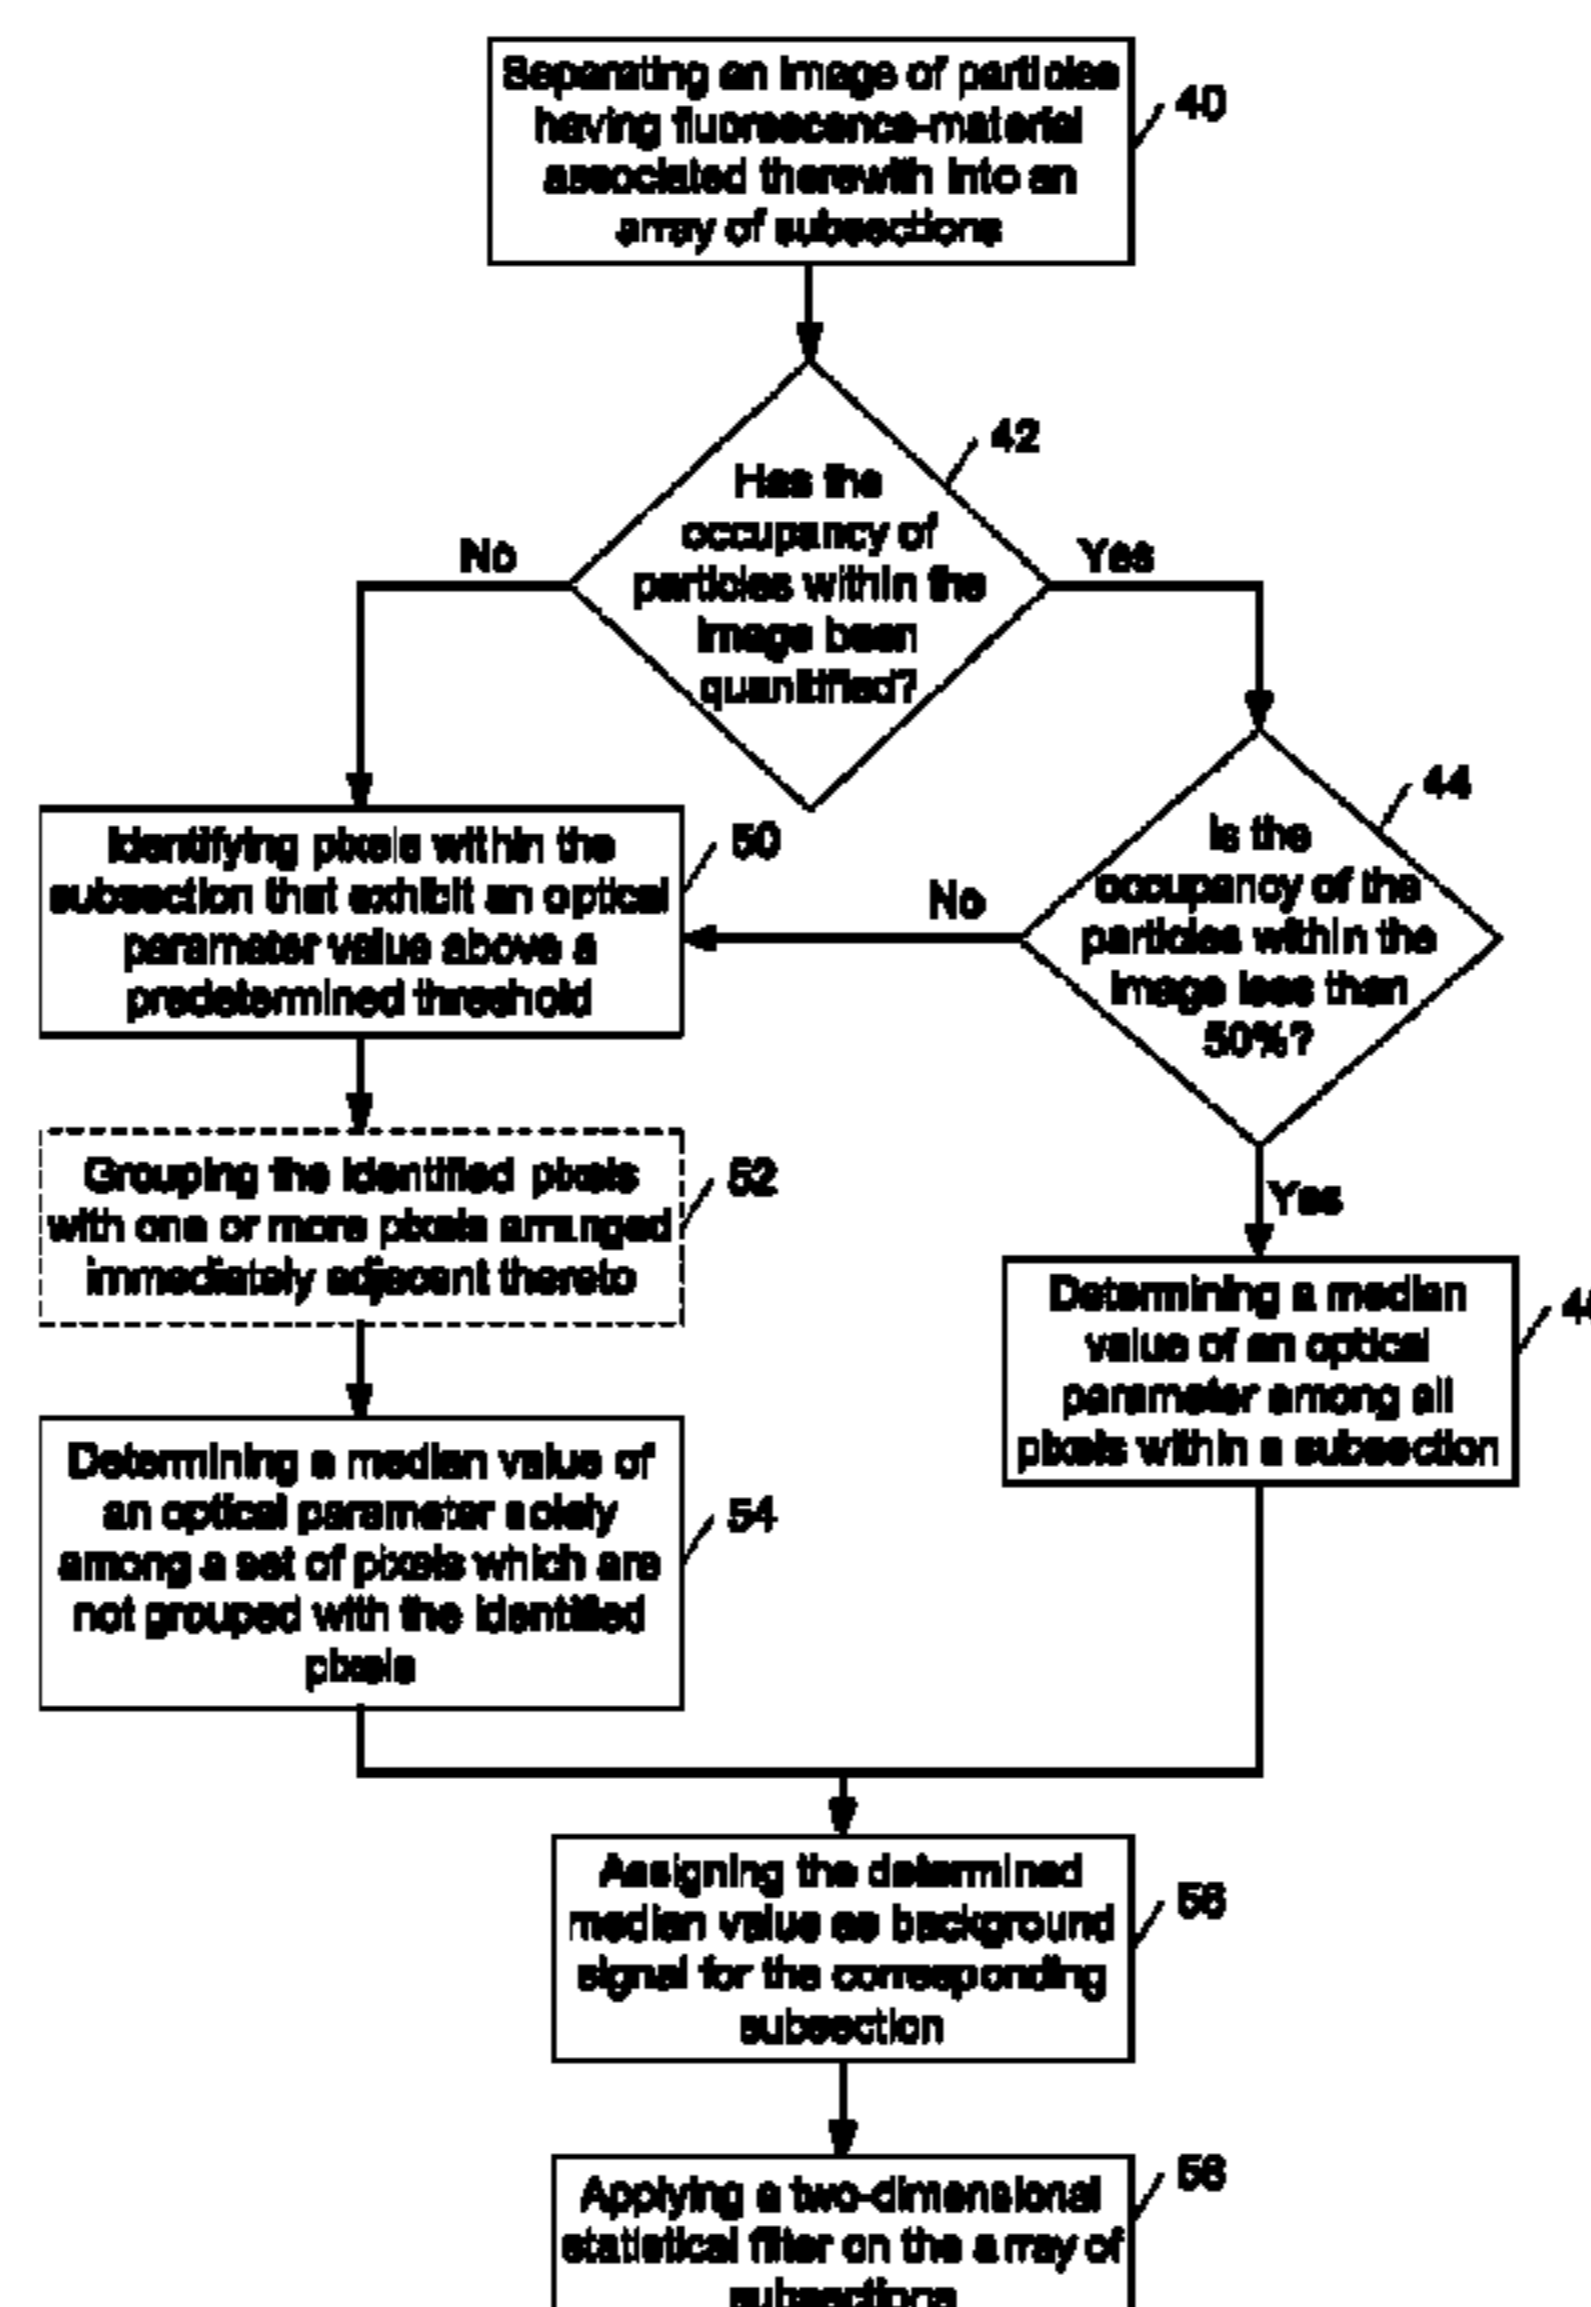 Separating an image of particles
having fluorescence-material
associated therewith into an
array of subsections
40
42
Has the
occupancy of
particles within the
image been
quantified?
No
Yes
44
Is the
occupancy of the
particles within the
image less than
50%?
No
Yes
Identifying pixels within the
subsection that exhibit an optical
parameter value above a
predetermined threshold
50
Grouping the identified pixels
with one or more pixels arranged
immediately adjacent thereto
52
Determining a median
value of an optical
parameter among all
pixels within a subsection
Determining a median value of
an optical parameter solely
among a set of pixels which are
not grouped with the identified
pixels
54
Assigning the determined
median value as background
signal for the corresponding
subsection
Applying a two-dimensional
statistical filter on the array of
subsections